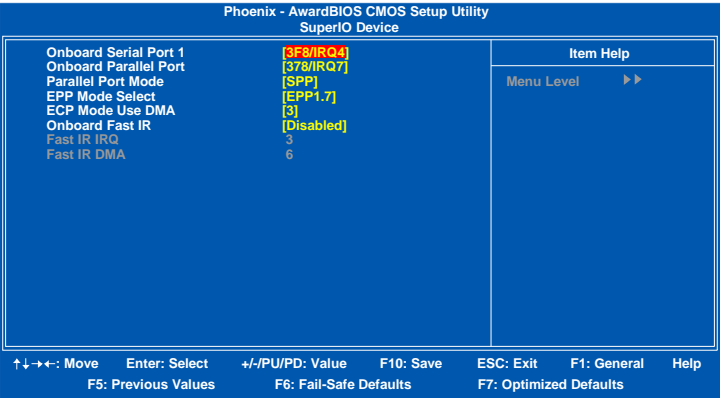 Phoenix - AwardBIOS CMOS Setup Utility
SuperIO Device
Onboard Serial Port 1 [3F8/IRQ4]
Onboard Parallel Port [378/IRQ7]
Parallel Port Mode [SPP]
EPP Mode Select [EPP1.7]
ECP Mode Use DMA [3]
Onboard Fast IR [Disabled]
Fast IR IRQ 3
Fast IR DMA 6
Item Help
Menu Level ▶▶
↑↓→←: Move Enter: Select +/-/PU/PD: Value F10: Save ESC: Exit F1: General Help
F5: Previous Values F6: Fail-Safe Defaults F7: Optimized Defaults